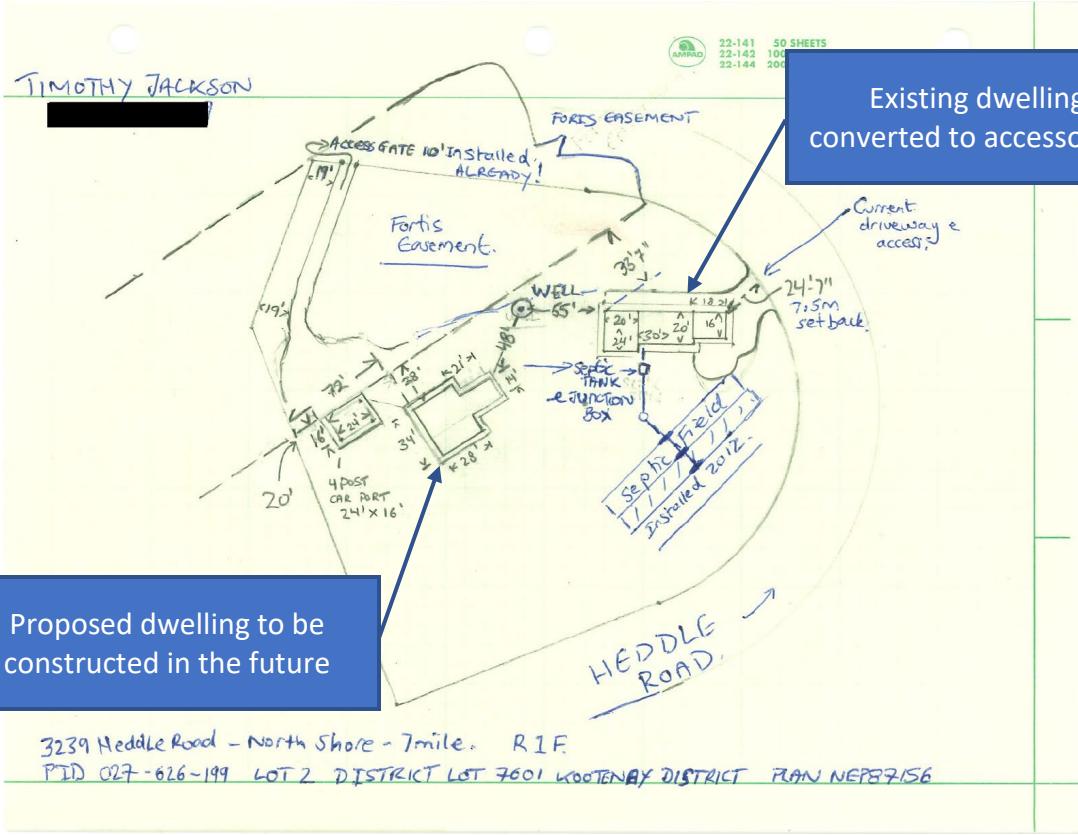 AMPAD
22-141 50 SHEETS
22-142 100
22-144 200
TIMOTHY JACKSON
Existing dwelling
converted to accesso
FORIS EASEMENT
ACCESS GATE 10' Installed
ALREADY!
19'
Fortis
Easement.
Current
driveway e
access;
33'7"
24'-7"
7.5M
setback.
WELL
65'
18'
20'
24'
30'
20'
16'
19'
48'
SEPTIC
TANK
e JUNCTION
BOX
72'
28'
21'
14'
24'
16'
34'
28'
20'
4 POST
CAR PORT
24' X 16'
Septic Field
Installed 2012.
Proposed dwelling to be
constructed in the future
HEDDLE
ROAD.
3239 Heddle Road - North Shore - 7mile. R1F.
PID 027-626-199 LOT 2 DISTRICT LOT 7601 KOOTENAY DISTRICT PLAN NEP87156